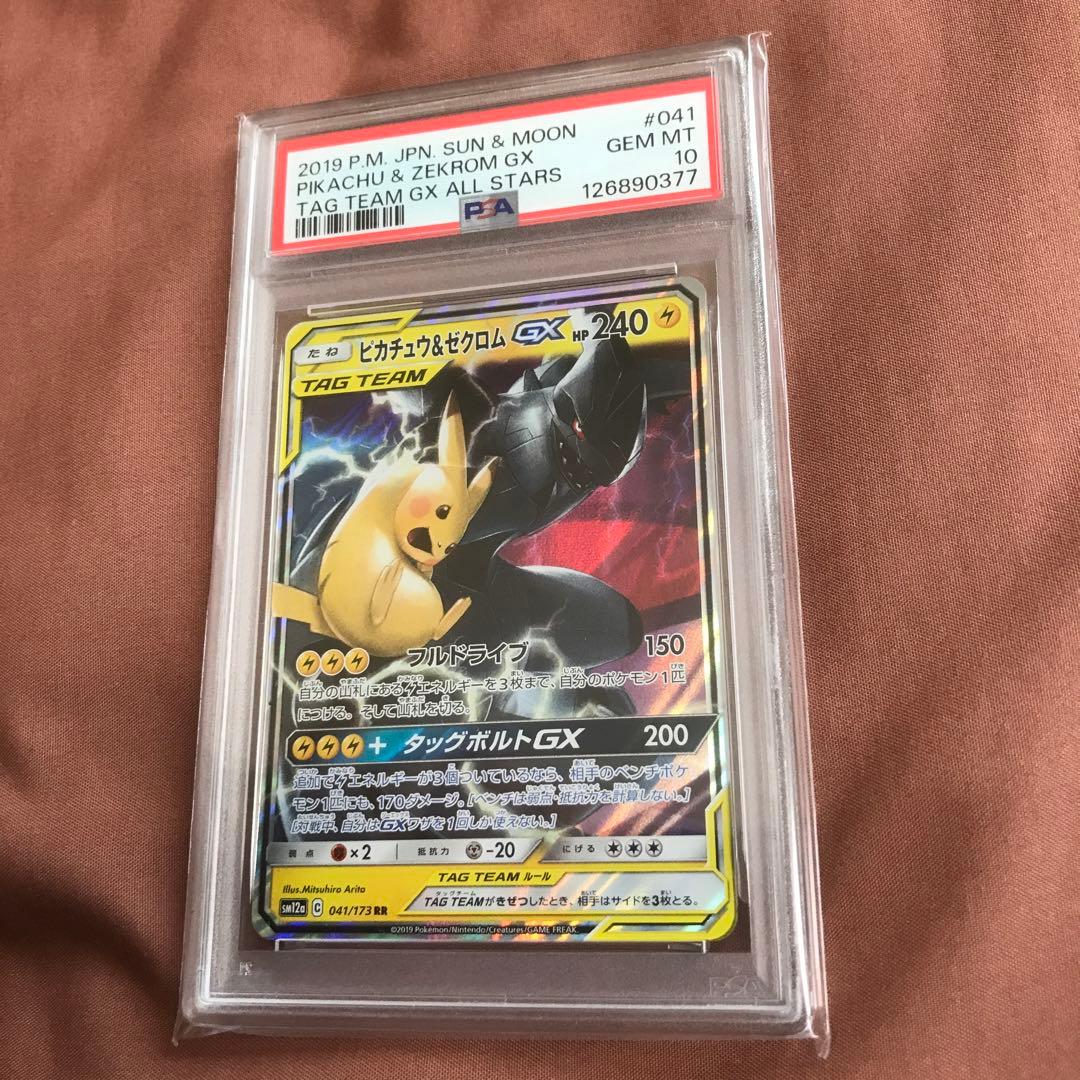 2019 P.M. JPN. SUN & MOON #041
PIKACHU & ZEKROM GX GEM MT
TAG TEAM GX ALL STARS 10
PSA 126890377
たね ピカチュウ&ゼクロムGX HP240
TAG TEAM
フルドライブ 150
自分の山札にあるエネルギーを3枚まで、自分のポケモン1匹
につける。そして山札を切る。
+ タッグボルトGX 200
追加でエネルギーが3個ついているなら、相手のベンチポケ
モン1匹にも、170ダメージ。[ベンチは弱点・抵抗力を計算しない。]
[対戦中、自分はGXワザを1回しか使えない。]
弱点 ×2 抵抗力 -20 にげる
Illus.Mitsuhiro Arita TAG TEAM ルール
TAG TEAMがきぜつしたとき、相手はサイドを3枚とる。
SM12a C 041/173 RR
©2019 Pokémon/Nintendo/Creatures/GAME FREAK.
PSA